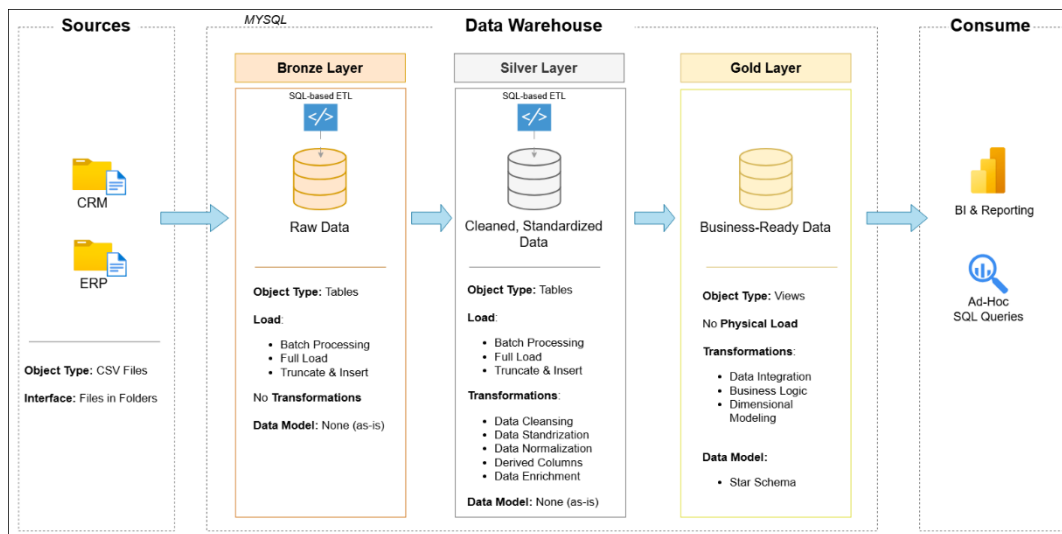 Sources
CRM
ERP
Object Type: CSV Files
Interface: Files in Folders
MYSQL
Data Warehouse
Bronze Layer
SQL-based ETL
Raw Data
Object Type: Tables
Load:
Batch Processing
Full Load
Truncate & Insert
No Transformations
Data Model: None (as-is)
Silver Layer
SQL-based ETL
Cleaned, Standardized
Data
Object Type: Tables
Load:
Batch Processing
Full Load
Truncate & Insert
Transformations:
Data Cleansing
Data Standrization
Data Normalization
Derived Columns
Data Enrichment
Data Model: None (as-is)
Gold Layer
Business-Ready Data
Object Type: Views
No Physical Load
Transformations:
Data Integration
Business Logic
Dimensional
Modeling
Data Model:
Star Schema
Consume
BI & Reporting
Ad-Hoc
SQL Queries